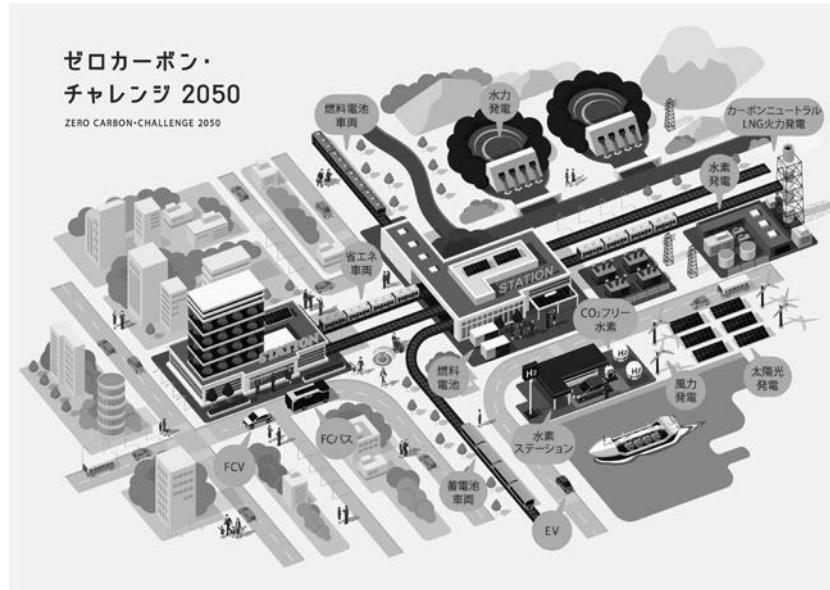 ゼロカーボン・
チャレンジ 2050
ZERO CARBON・CHALLENGE 2050
燃料電池
車両
水力
発電
カーボンニュートラル
LNG火力発電
水素
発電
省エネ
車両
STATION
STATION
CO₂フリー
水素
H₂
H₂
H₂
燃料
電池
風力
発電
太陽光
発電
水素
ステーション
FCV
FCバス
蓄電池
車両
EV